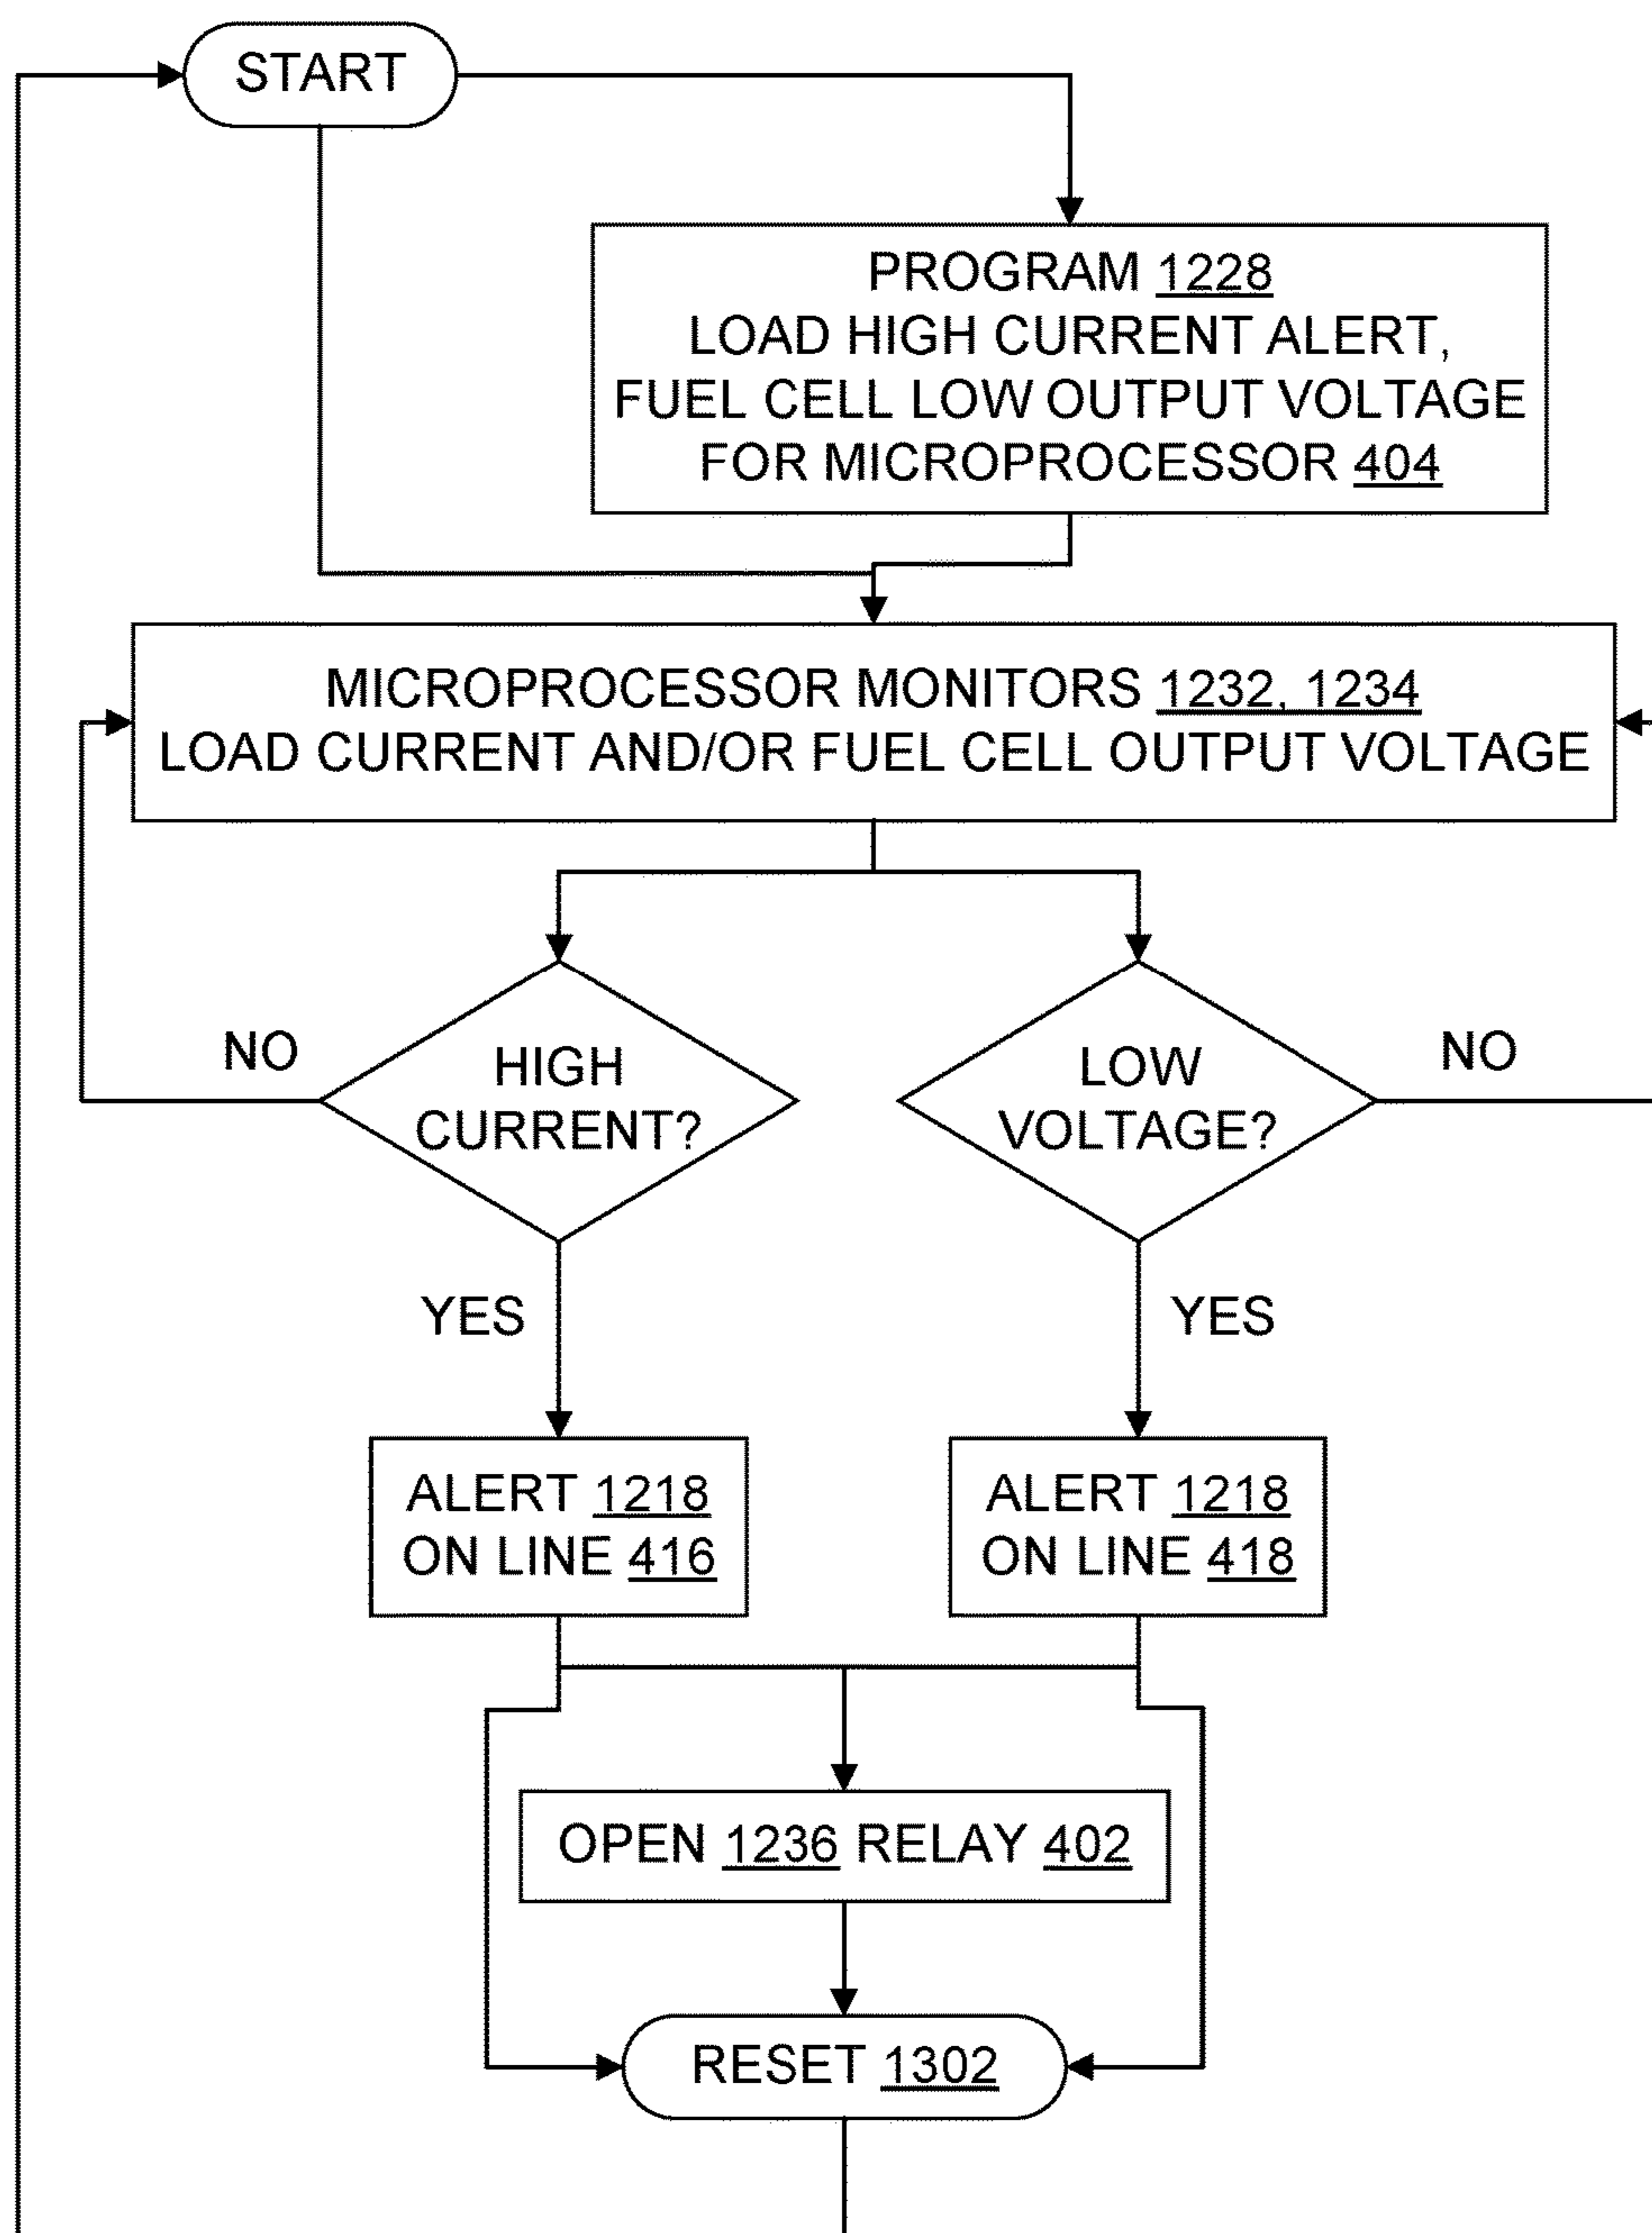 START
PROGRAM 1228
LOAD HIGH CURRENT ALERT,
FUEL CELL LOW OUTPUT VOLTAGE
FOR MICROPROCESSOR 404
MICROPROCESSOR MONITORS 1232, 1234
LOAD CURRENT AND/OR FUEL CELL OUTPUT VOLTAGE
NO
HIGH
CURRENT?
LOW
VOLTAGE?
NO
YES
YES
ALERT 1218
ON LINE 416
ALERT 1218
ON LINE 418
OPEN 1236 RELAY 402
RESET 1302